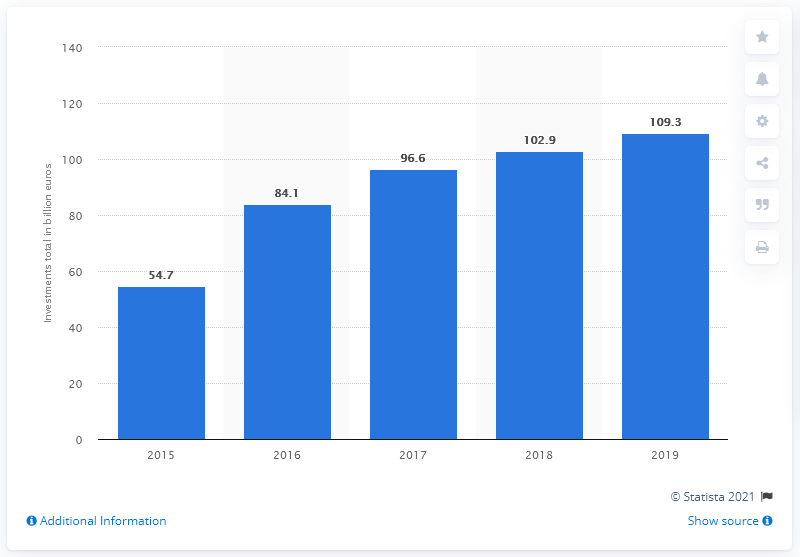 Investments total in billion euros
140
120
100
80
60
40
20
0
54.7
84.1
96.6
102.9
109.3
2015 2016 2017 2018 2019
© Statista 2021
Additional Information
Show source